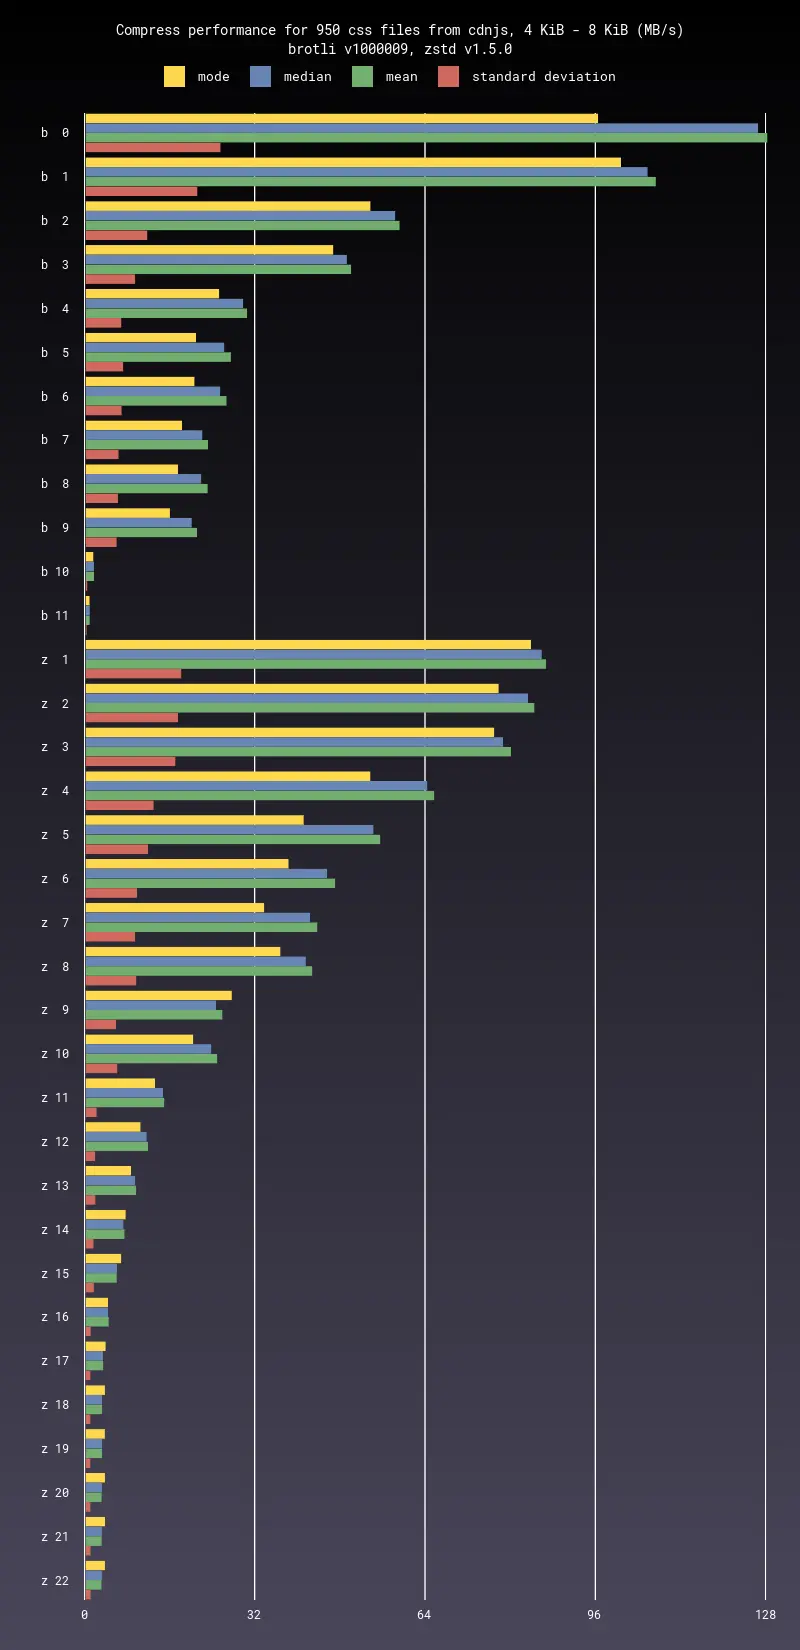 Compress performance for 950 css files from cdnjs, 4 KiB - 8 KiB (MB/s)
brotli v1000009, zstd v1.5.0
mode median mean standard deviation
b 0
b 1
b 2
b 3
b 4
b 5
b 6
b 7
b 8
b 9
b 10
b 11
z 1
z 2
z 3
z 4
z 5
z 6
z 7
z 8
z 9
z 10
z 11
z 12
z 13
z 14
z 15
z 16
z 17
z 18
z 19
z 20
z 21
z 22
0 32 64 96 128